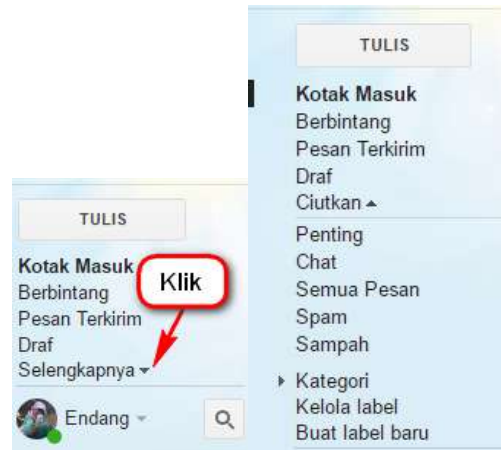 TULIS
Kotak Masuk
Berbintang
Pesan Terkirim
Draf
Selengkapnya
Klik
Endang
TULIS
Kotak Masuk
Berbintang
Pesan Terkirim
Draf
Ciutkan
Penting
Chat
Semua Pesan
Spam
Sampah
Kategori
Kelola label
Buat label baru